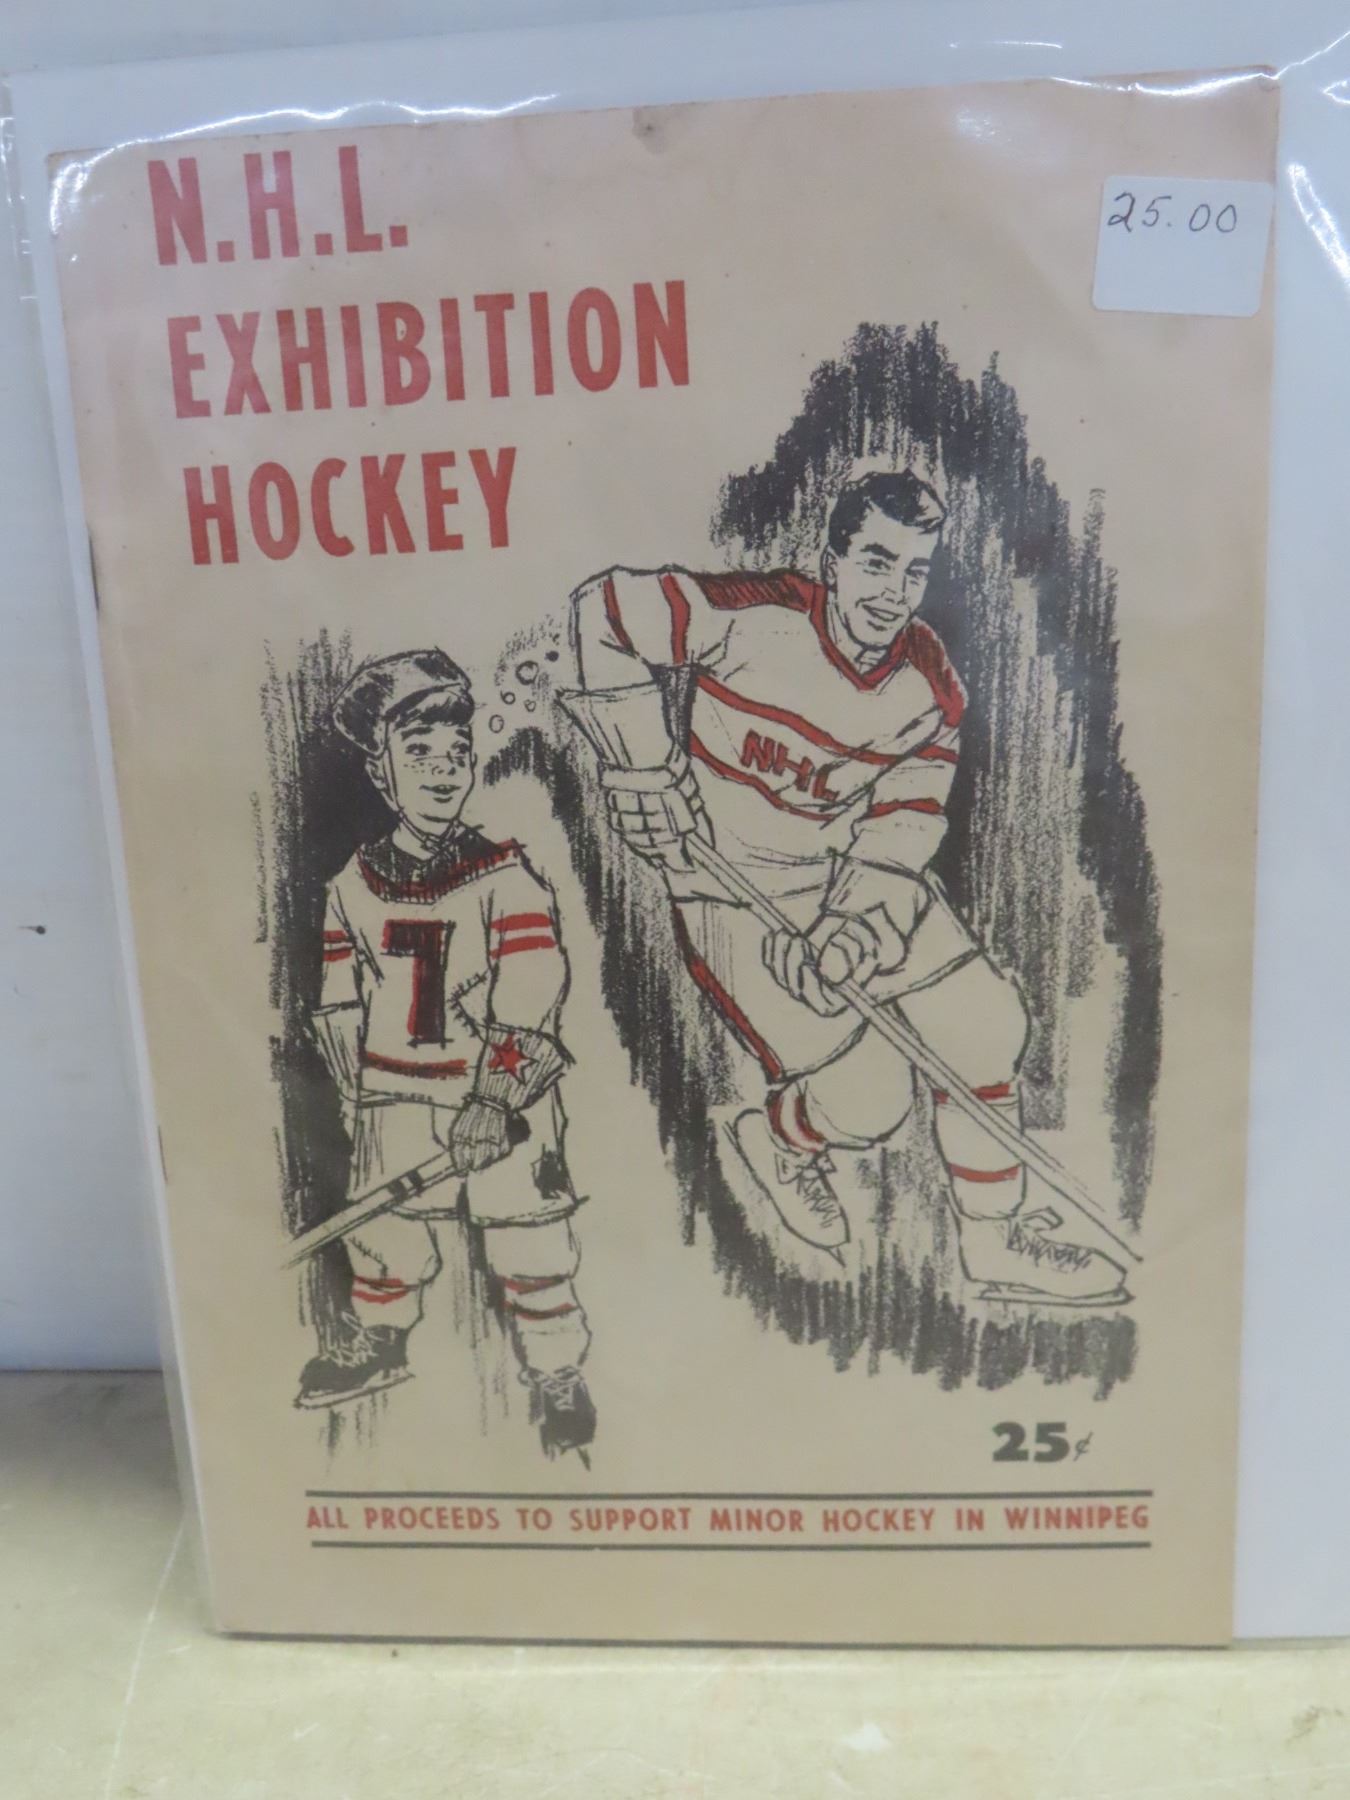 N.H.L.
25.00
EXHIBITION
HOCKEY
NHL
7
25¢
ALL PROCEEDS TO SUPPORT MINOR HOCKEY IN WINNIPEG